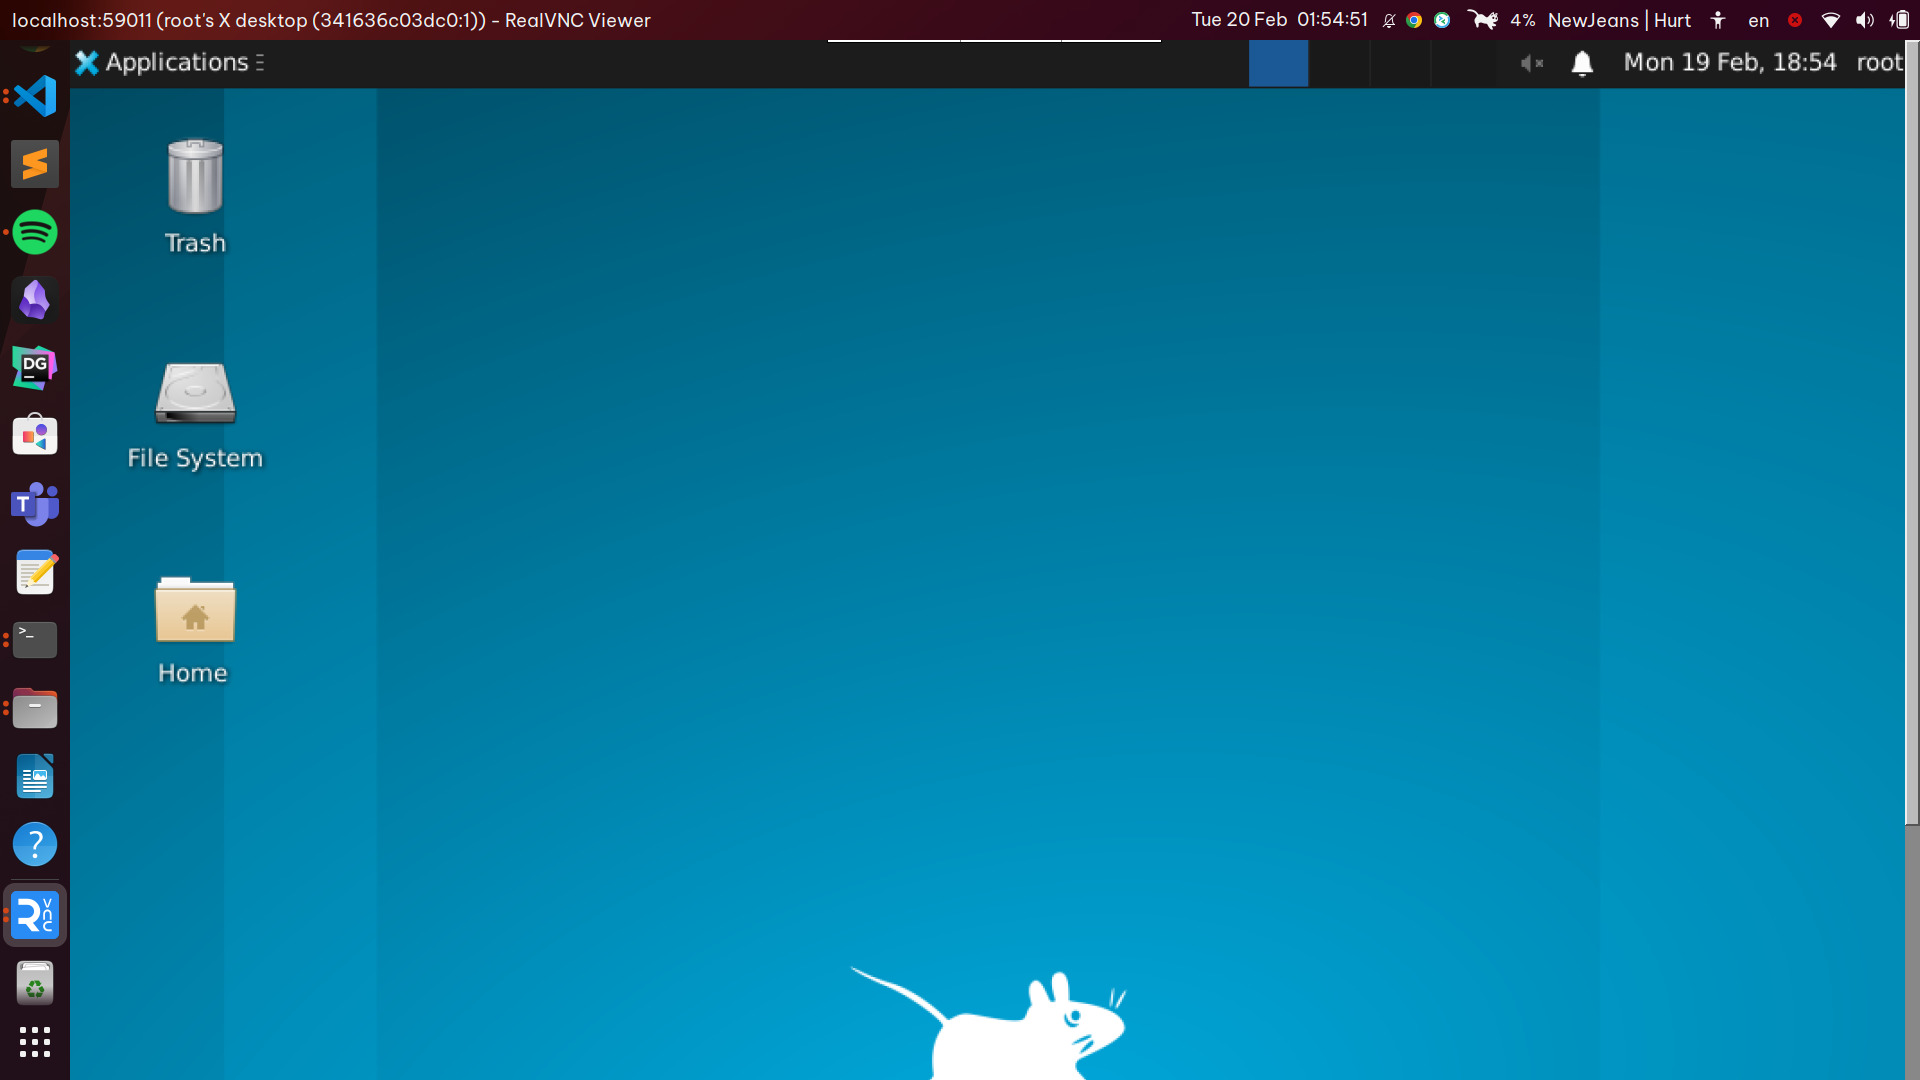 localhost:59011 (root's X desktop (341636c03dc0:1)) - RealVNC Viewer
Tue 20 Feb 01:54:51
4%
NewJeans | Hurt
en
Applications
Mon 19 Feb, 18:54
root
Trash
File System
Home
DG
T
>_
?
R
VNC